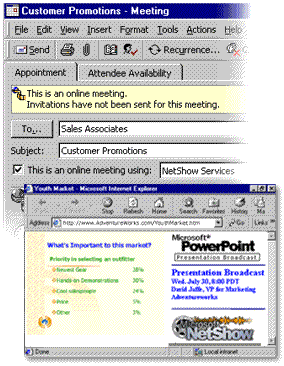 Customer Promotions - Meeting
File Edit View Insert Format Tools Actions Help
Send Recurrence...
Appointment Attendee Availability
This is an online meeting.
Invitations have not been sent for this meeting.
To... Sales Associates
Subject: Customer Promotions
This is an online meeting using: NetShow Services
Youth Market - Microsoft Internet Explorer
Stop Refresh Home Search Favorites History
Address http://www.AdventureWorks.com/YouthMarket.htm Links
What's Important to this market?
Priority in selecting an outfitter
Newest Gear 38%
Hands-on Demonstrations 30%
Cool salespeople 24%
Price 5%
Other 3%
Microsoft
PowerPoint
Presentation Broadcast
Presentation Broadcast
Wed, July 30, 8:00 PDT
David Jaffe, VP for Marketing
Adventureworks
Microsoft
NetShow
Done Local intranet